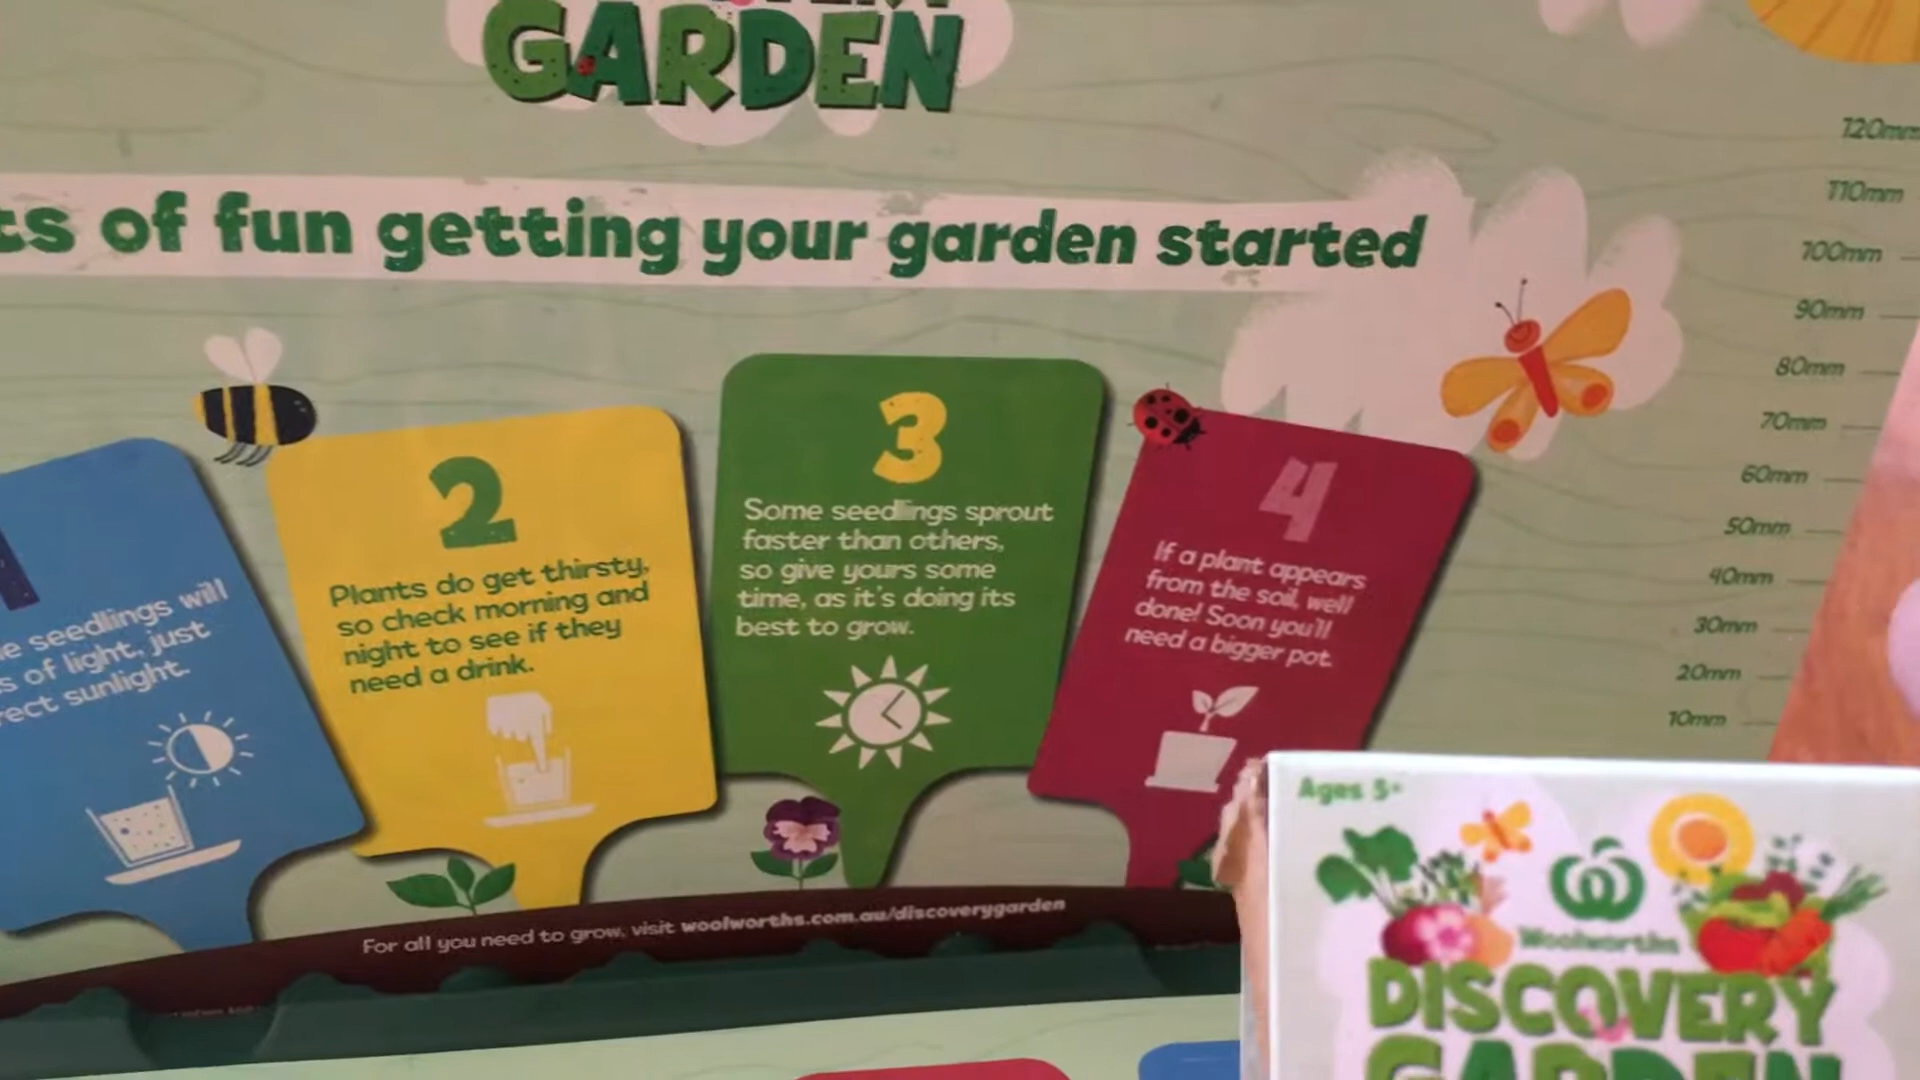 GARDEN
of fun getting your garden started
120mm
110mm
100mm
90mm
80mm
70mm
60mm
50mm
40mm
30mm
20mm
10mm
seedlings will
of light, just
sunlight.
2
Plants do get thirsty,
so check morning and
night to see if they
need a drink.
3
Some seedlings sprout
faster than others,
so give yours some
time, as it's doing its
best to grow.
4
If a plant appears
from the soil, well
done! Soon you'll
need a bigger pot.
For all you need to grow, visit woolworths.com.au/discoverygarden
Ages 5+
Woolworths
DISCOVERY
GARDEN